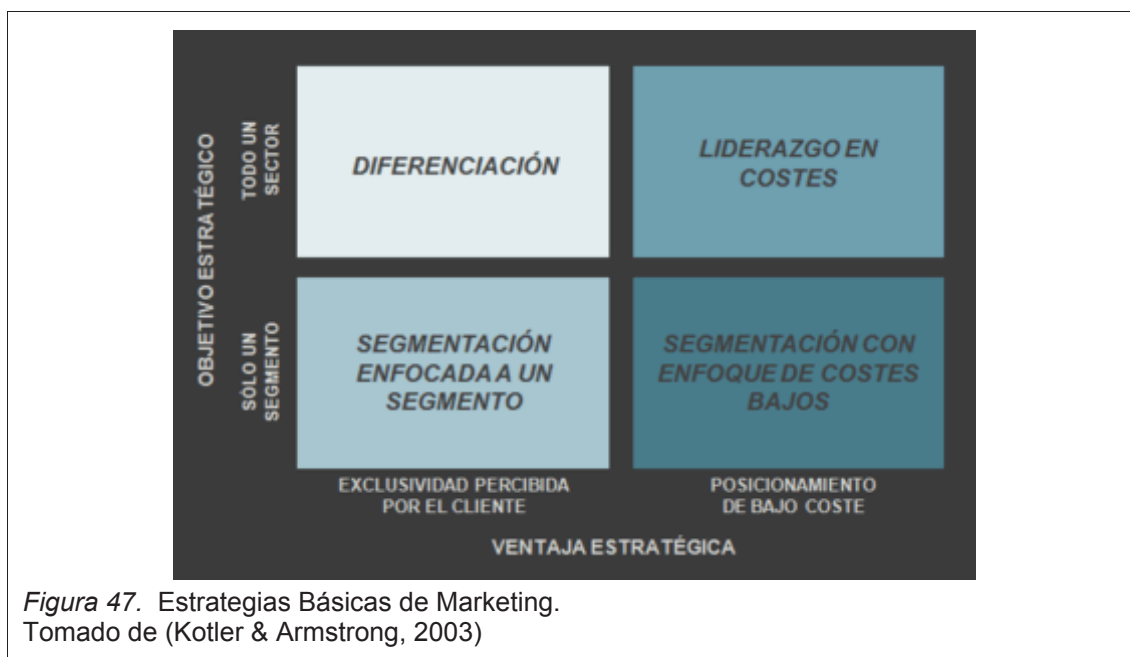 OBJETIVO ESTRATÉGICO
TODO UN
SECTOR
DIFERENCIACIÓN
LIDERAZGO EN
COSTES
SÓLO UN
SEGMENTO
SEGMENTACIÓN
ENFOCADA A UN
SEGMENTO
SEGMENTACIÓN CON
ENFOQUE DE COSTES
BAJOS
EXCLUSIVIDAD PERCIBIDA
POR EL CLIENTE
POSICIONAMIENTO
DE BAJO COSTE
VENTAJA ESTRATÉGICA
Figura 47. Estrategias Básicas de Marketing.
Tomado de (Kotler & Armstrong, 2003)